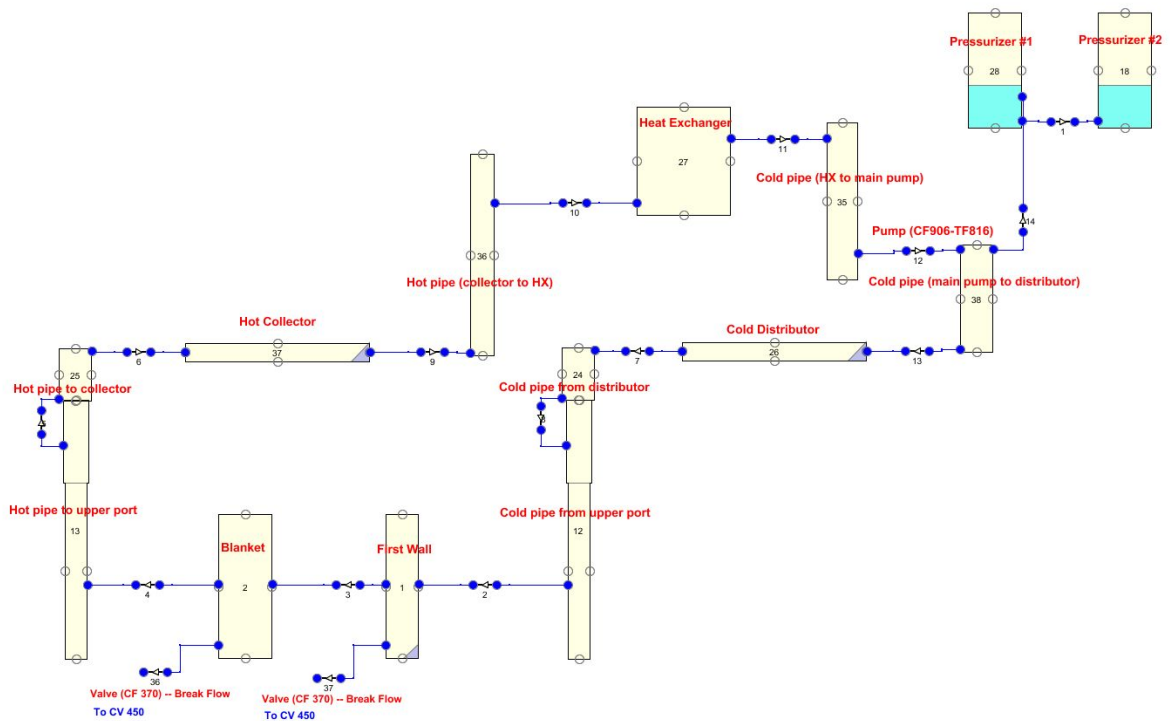 Pressurizer #1
Pressurizer #2
28
18
1
Heat Exchanger
27
11
Cold pipe (HX to main pump)
35
10
14
Pump (CF906-TF816)
12
36
Hot pipe (collector to HX)
Cold pipe (main pump to distributor)
38
Hot Collector
Cold Distributor
6
37
9
7
26
13
25
Hot pipe to collector
24
Cold pipe from distributor
Hot pipe to upper port
13
Cold pipe from upper port
12
Blanket
First Wall
2
1
4
3
2
36
37
Valve (CF 370) -- Break Flow
To CV 450
Valve (CF 370) -- Break Flow
To CV 450